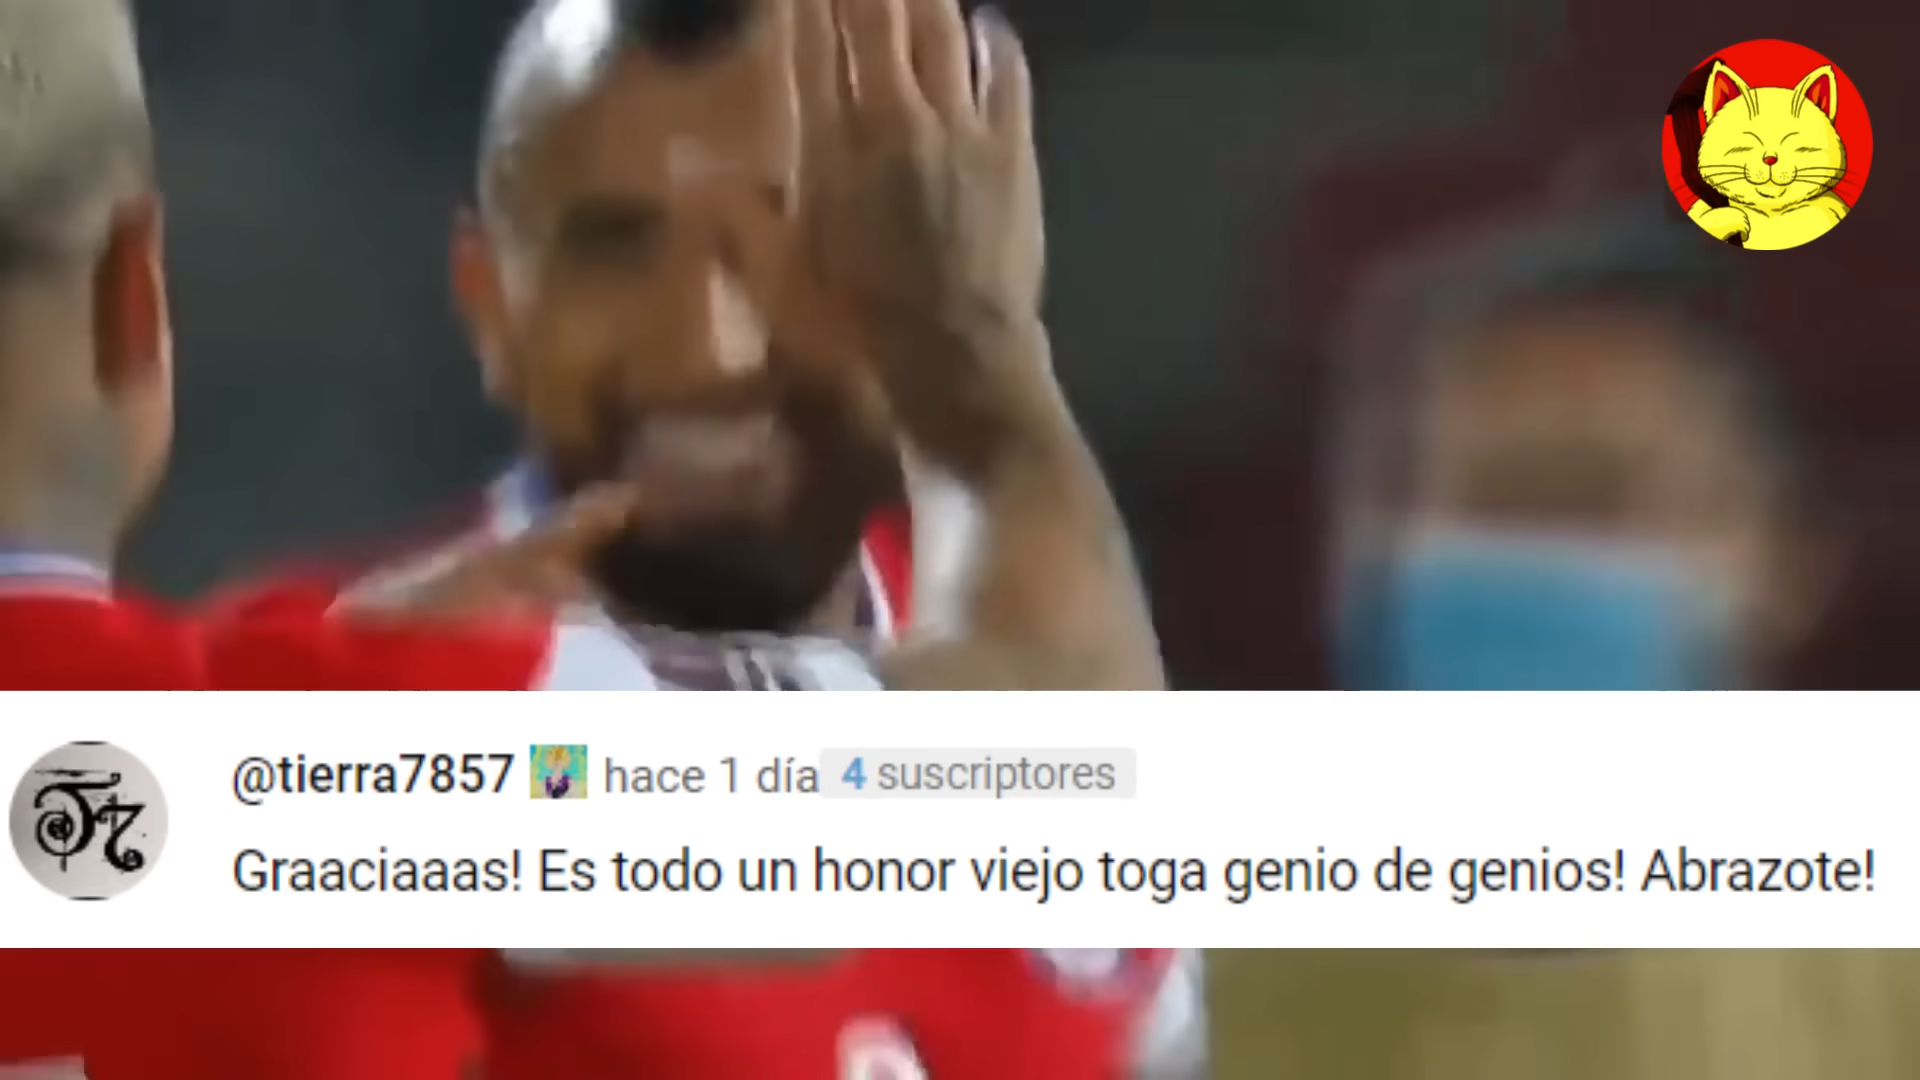 @tierra7857 hace 1 día 4 suscriptores
Graaciaaas! Es todo un honor viejo toga genio de genios! Abrazote!